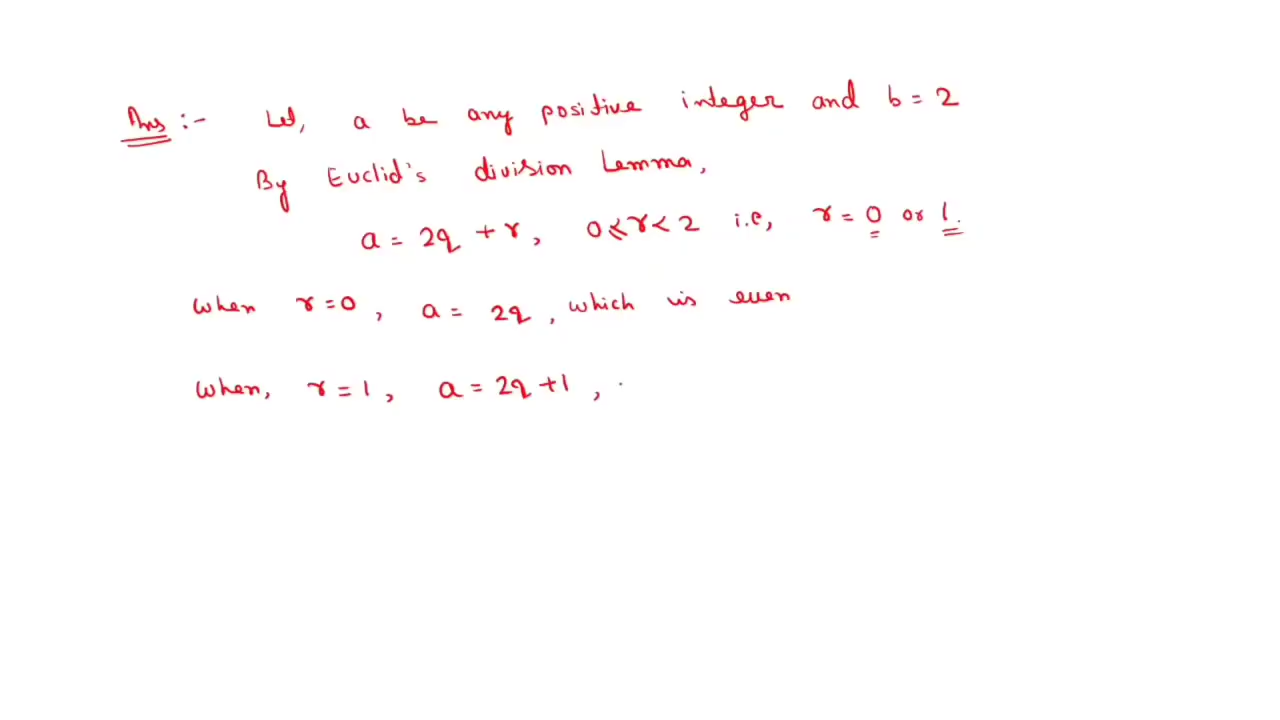 Ans :- Let, a be any positive integer and b = 2
By Euclid's division Lemma,
a = 2q + r, 0 ≤ r < 2 i.e, r = 0 or 1.
when r = 0, a = 2q, which is even
when, r = 1, a = 2q + 1,